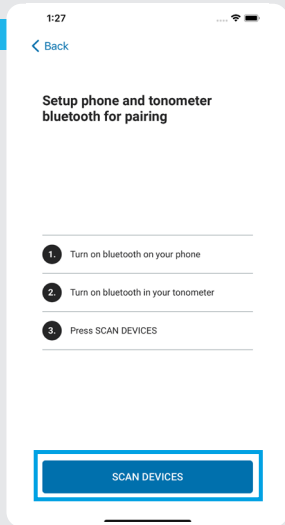 1:27
Back
Setup phone and tonometer
bluetooth for pairing
1. Turn on bluetooth on your phone
2. Turn on bluetooth in your tonometer
3. Press SCAN DEVICES
SCAN DEVICES